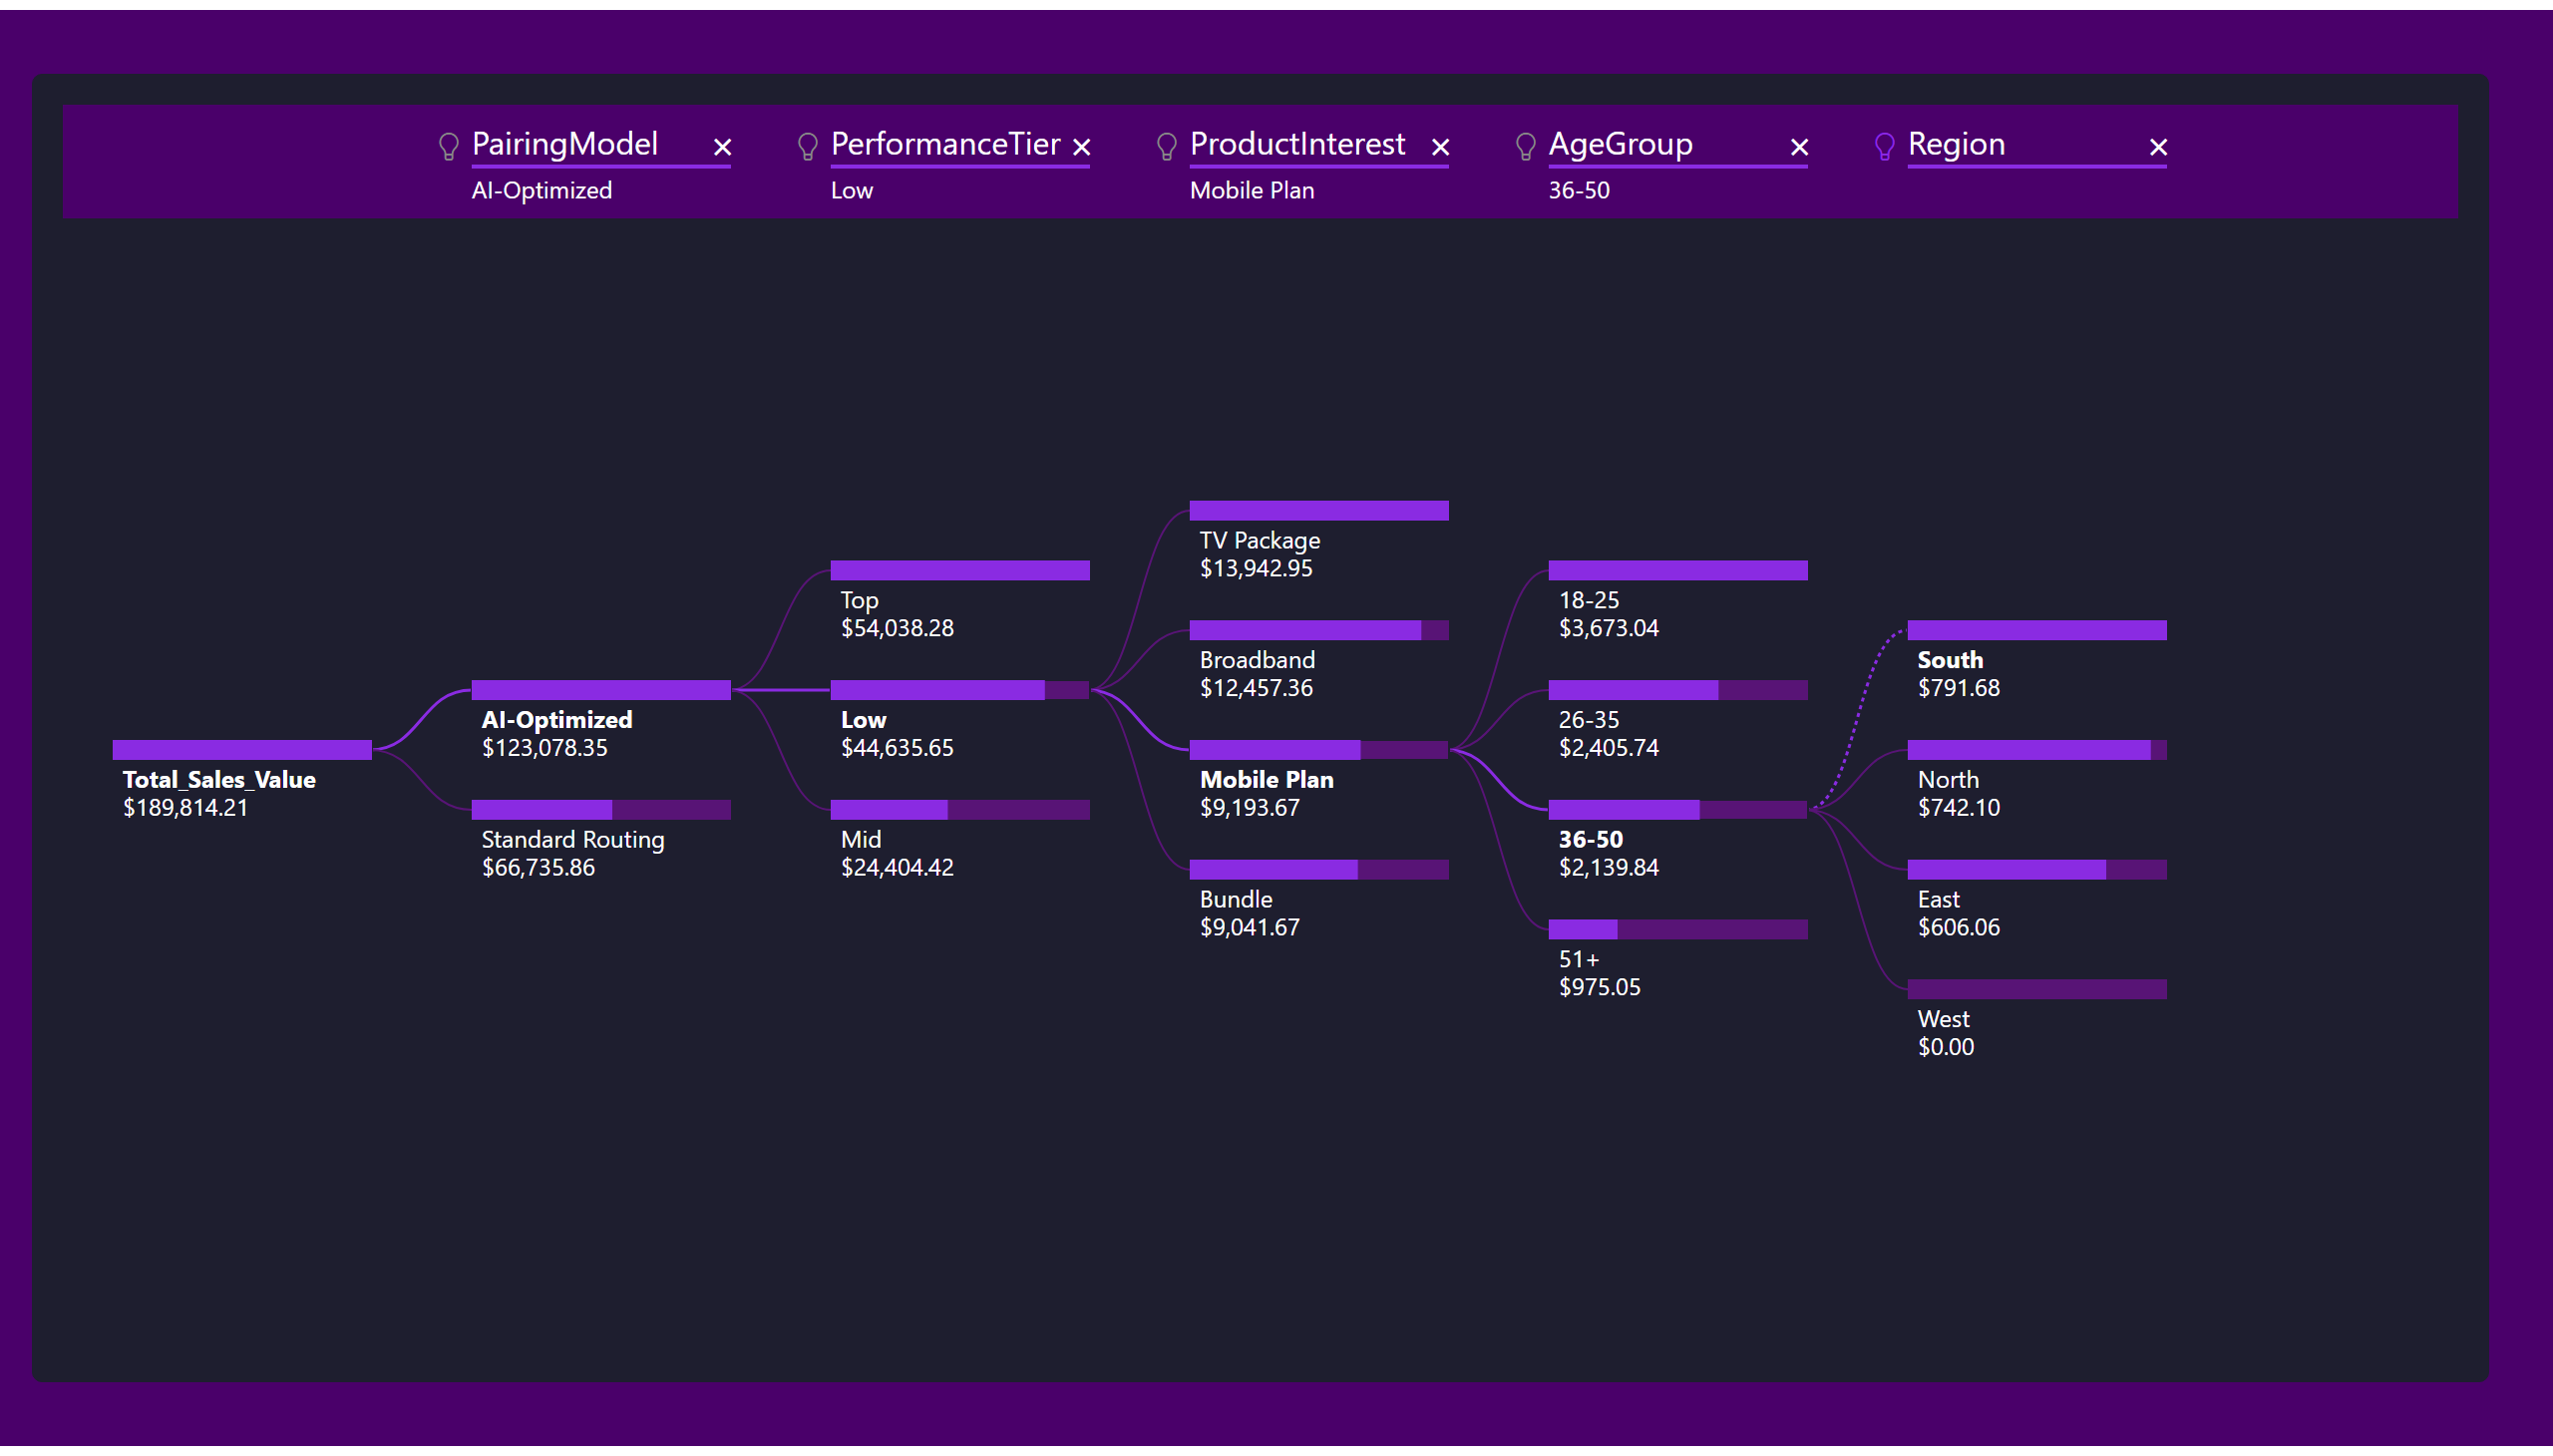 PairingModel
AI-Optimized
PerformanceTier
Low
ProductInterest
Mobile Plan
AgeGroup
36-50
Region
Total_Sales_Value
$189,814.21
AI-Optimized
$123,078.35
Standard Routing
$66,735.86
Top
$54,038.28
Low
$44,635.65
Mid
$24,404.42
TV Package
$13,942.95
Broadband
$12,457.36
Mobile Plan
$9,193.67
Bundle
$9,041.67
18-25
$3,673.04
26-35
$2,405.74
36-50
$2,139.84
51+
$975.05
South
$791.68
North
$742.10
East
$606.06
West
$0.00